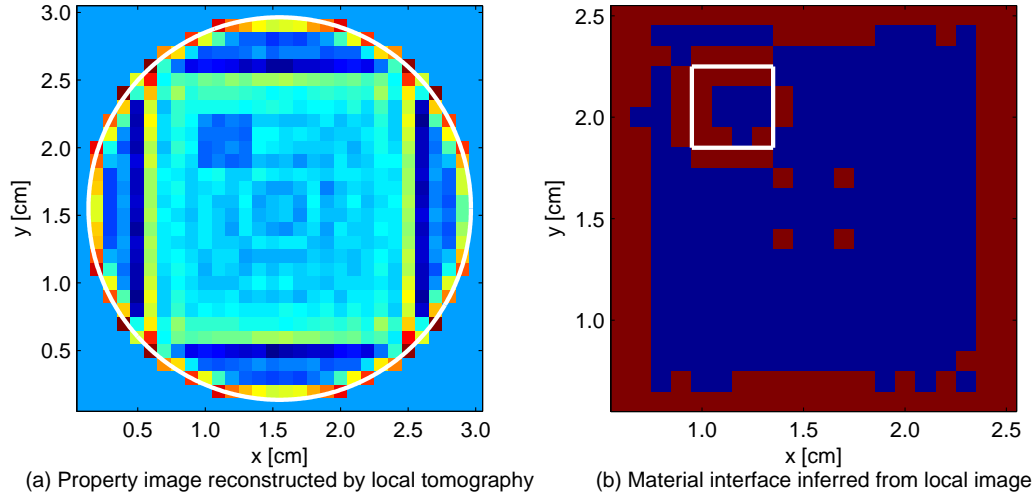 3.0
2.5
2.0
1.5
1.0
0.5
y [cm]
0.5 1.0 1.5 2.0 2.5 3.0
x [cm]
(a) Property image reconstructed by local tomography
2.5
2.0
1.5
1.0
y [cm]
1.0 1.5 2.0 2.5
x [cm]
(b) Material interface inferred from local image